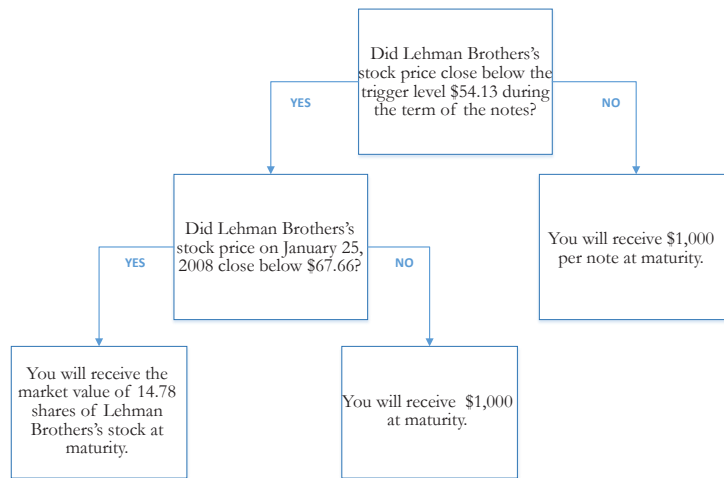 Did Lehman Brothers's
stock price close below the
trigger level $54.13 during
the term of the notes?
YES
NO
Did Lehman Brothers's
stock price on January 25,
2008 close below $67.66?
You will receive $1,000
per note at maturity.
YES
NO
You will receive the
market value of 14.78
shares of Lehman
Brothers's stock at
maturity.
You will receive $1,000
at maturity.